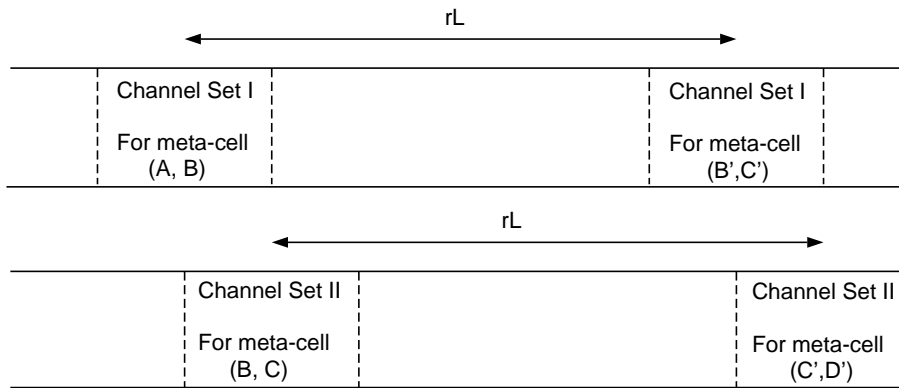 rL
Channel Set I
For meta-cell
(A, B)
Channel Set I
For meta-cell
(B’,C’)
rL
Channel Set II
For meta-cell
(B, C)
Channel Set II
For meta-cell
(C’,D’)